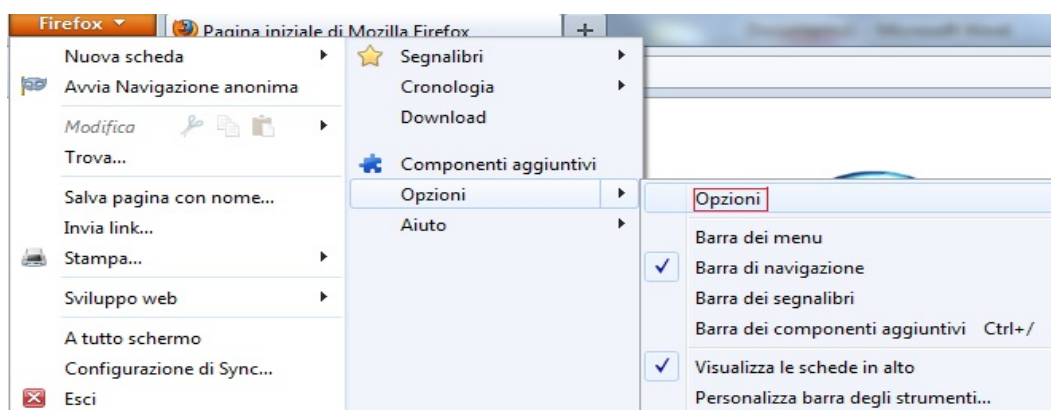 Firefox
Pagina iniziale di Mozilla Firefox
Nuova scheda
Avvia Navigazione anonima
Modifica
Trova...
Salva pagina con nome...
Invia link...
Stampa...
Sviluppo web
A tutto schermo
Configurazione di Sync...
Esci
Segnalibri
Cronologia
Download
Componenti aggiuntivi
Opzioni
Aiuto
Opzioni
Barra dei menu
Barra di navigazione
Barra dei segnalibri
Barra dei componenti aggiuntivi Ctrl+/
Visualizza le schede in alto
Personalizza barra degli strumenti...